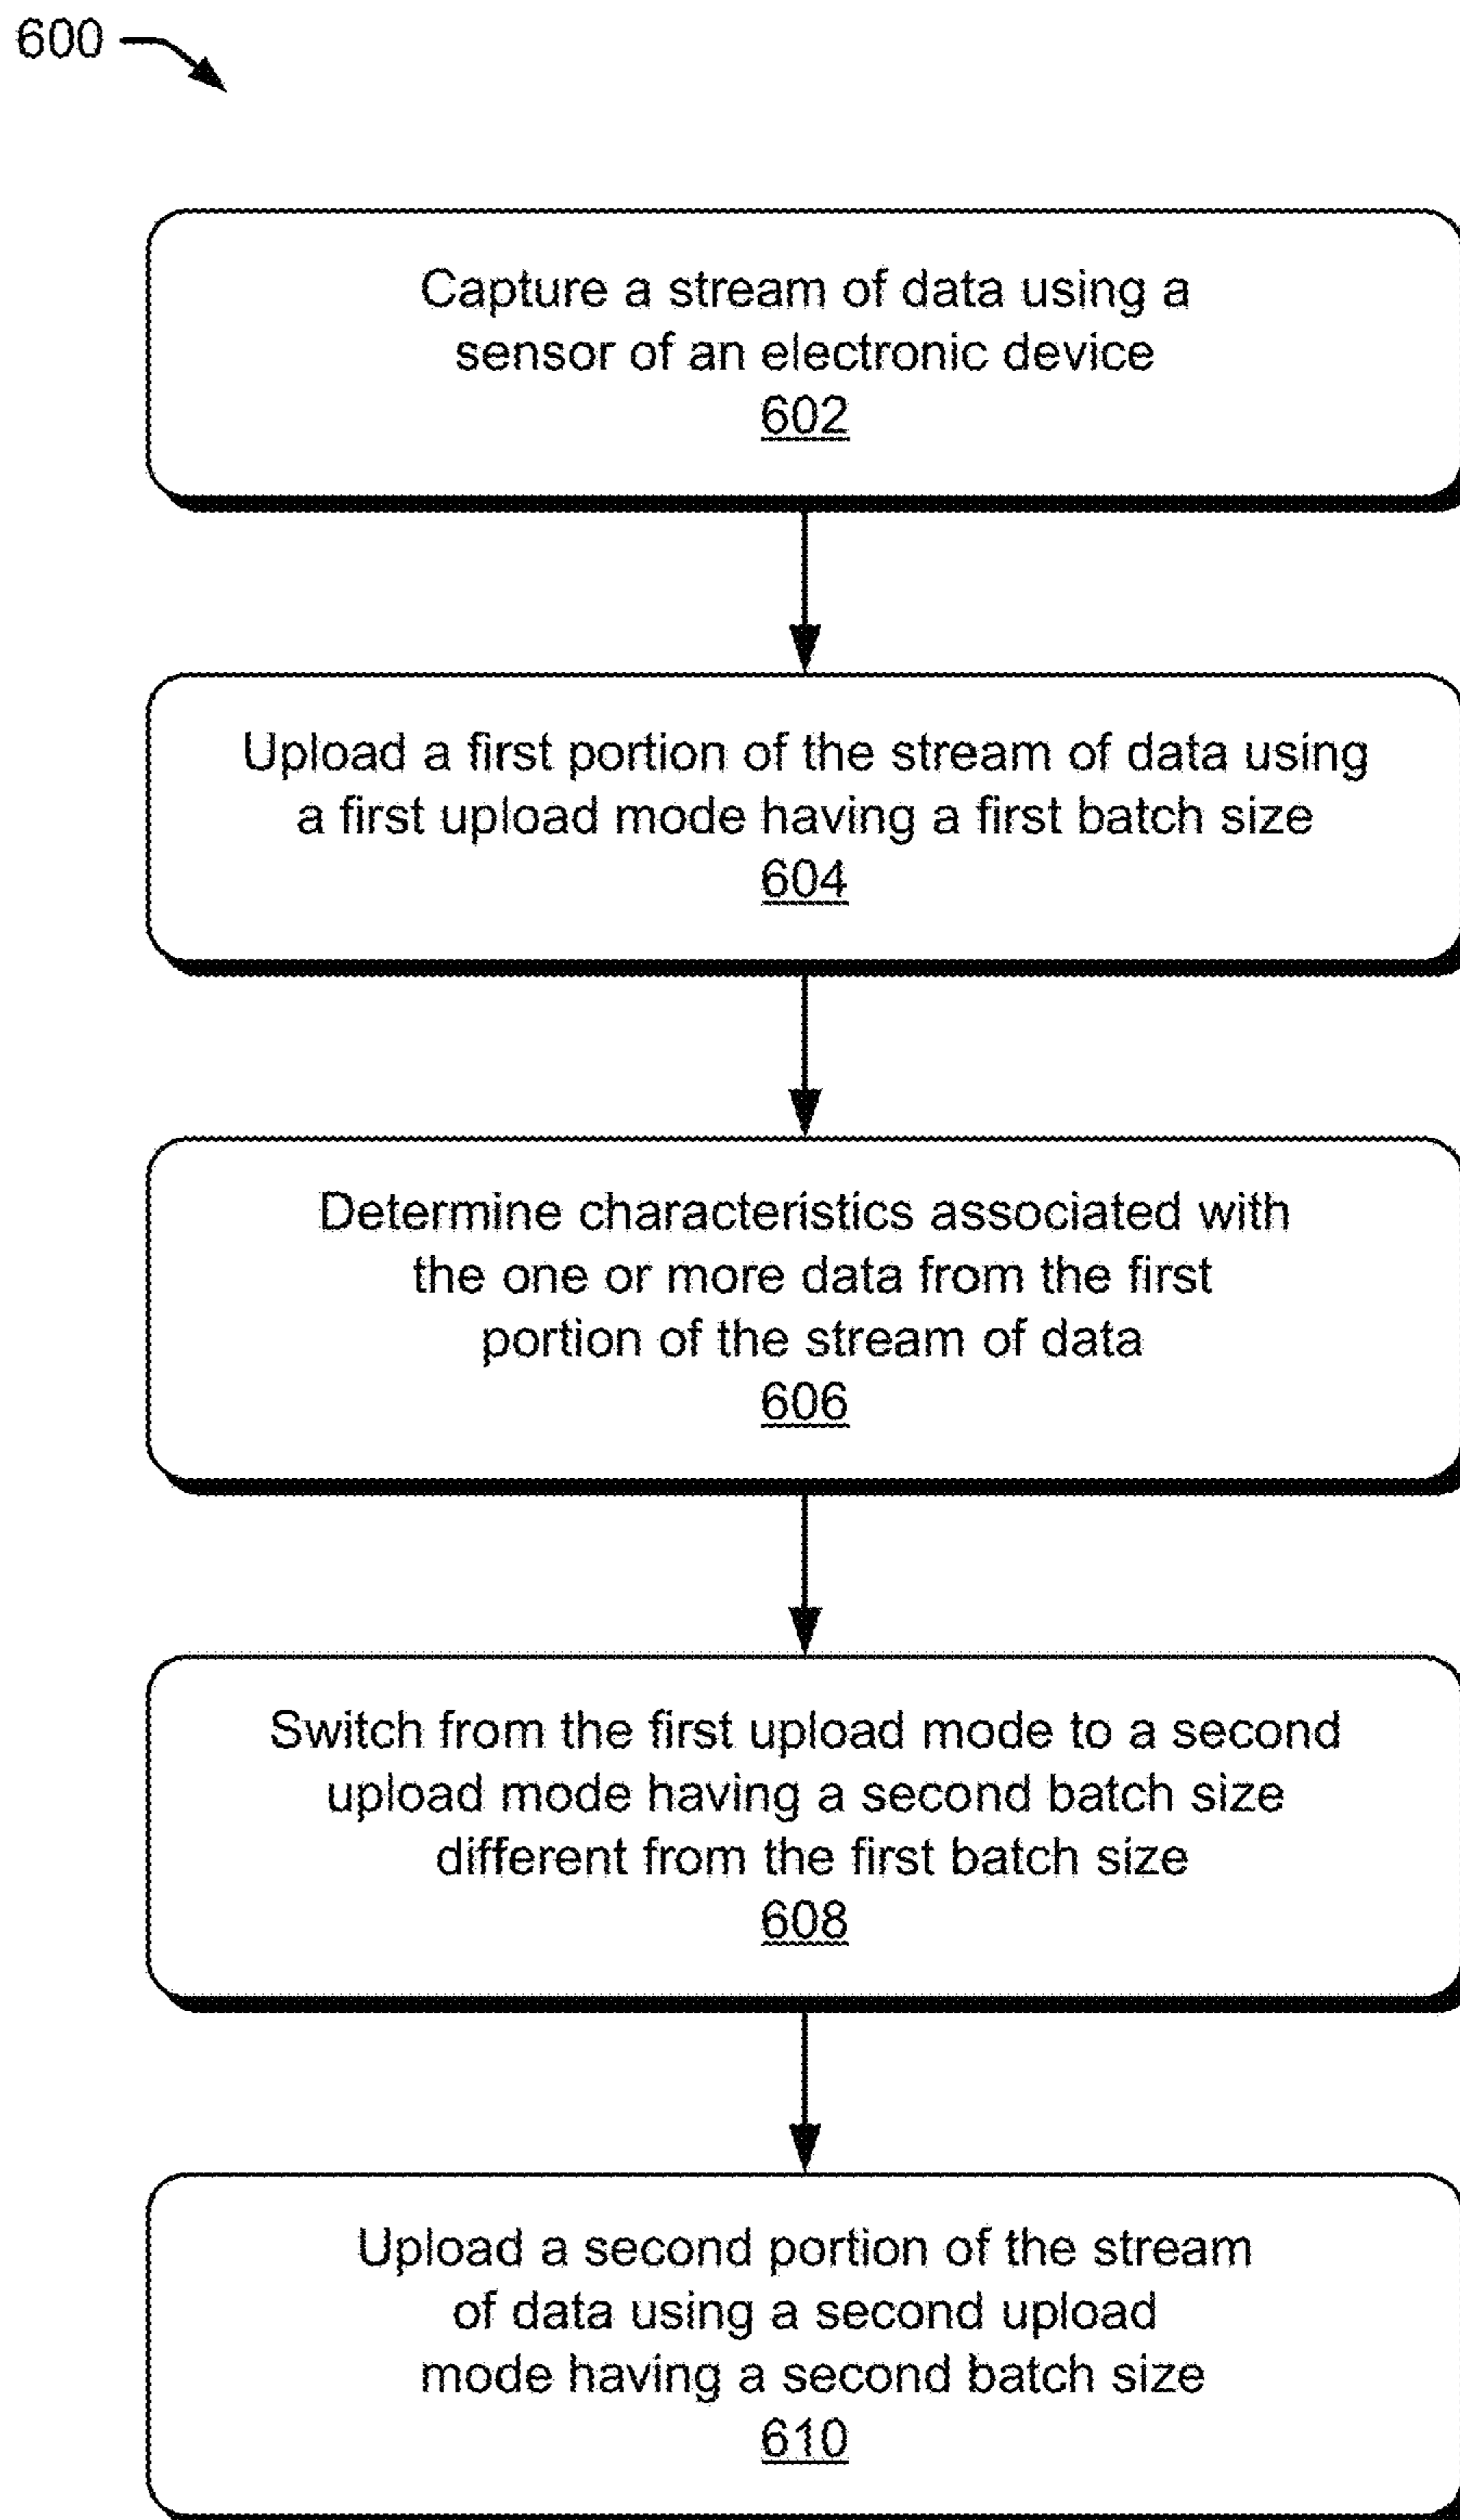 600
Capture a stream of data using a
sensor of an electronic device
602
Upload a first portion of the stream of data using
a first upload mode having a first batch size
604
Determine characteristics associated with
the one or more data from the first
portion of the stream of data
606
Switch from the first upload mode to a second
upload mode having a second batch size
different from the first batch size
608
Upload a second portion of the stream
of data using a second upload
mode having a second batch size
610